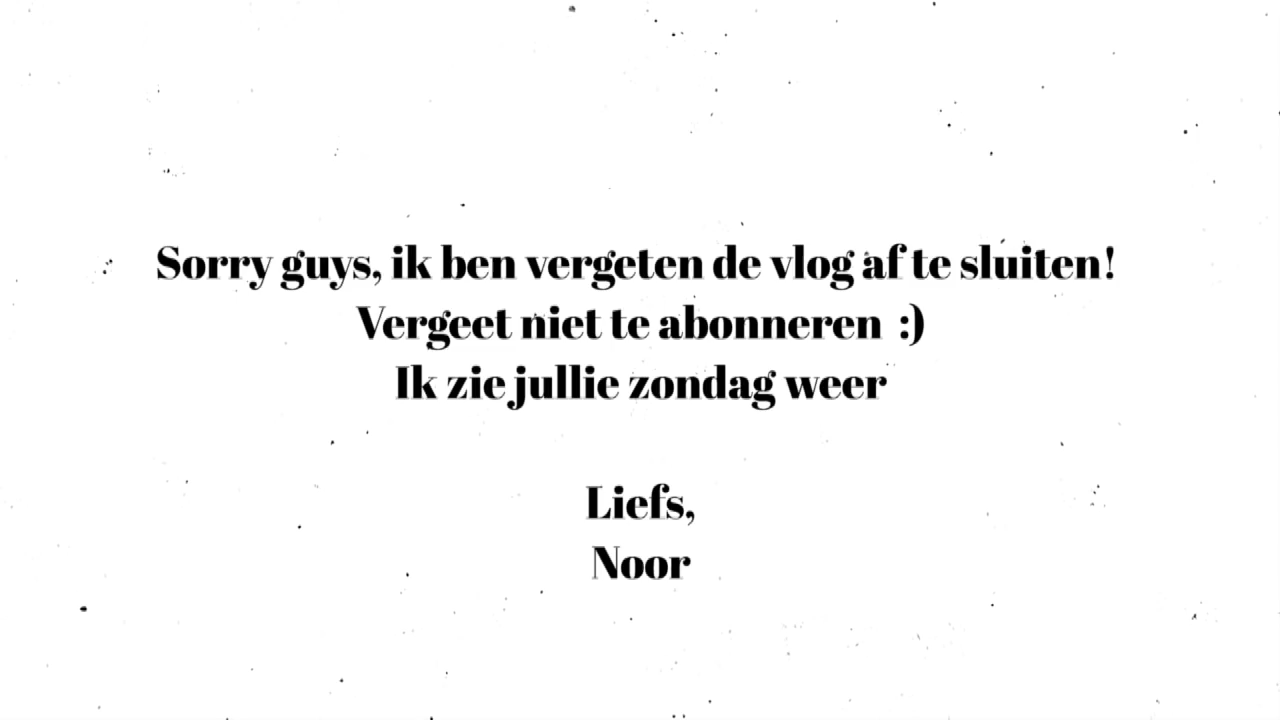 Sorry guys, ik ben vergeten de vlog af te sluiten!
Vergeet niet te abonneren :)
Ik zie jullie zondag weer
Liefs,
Noor